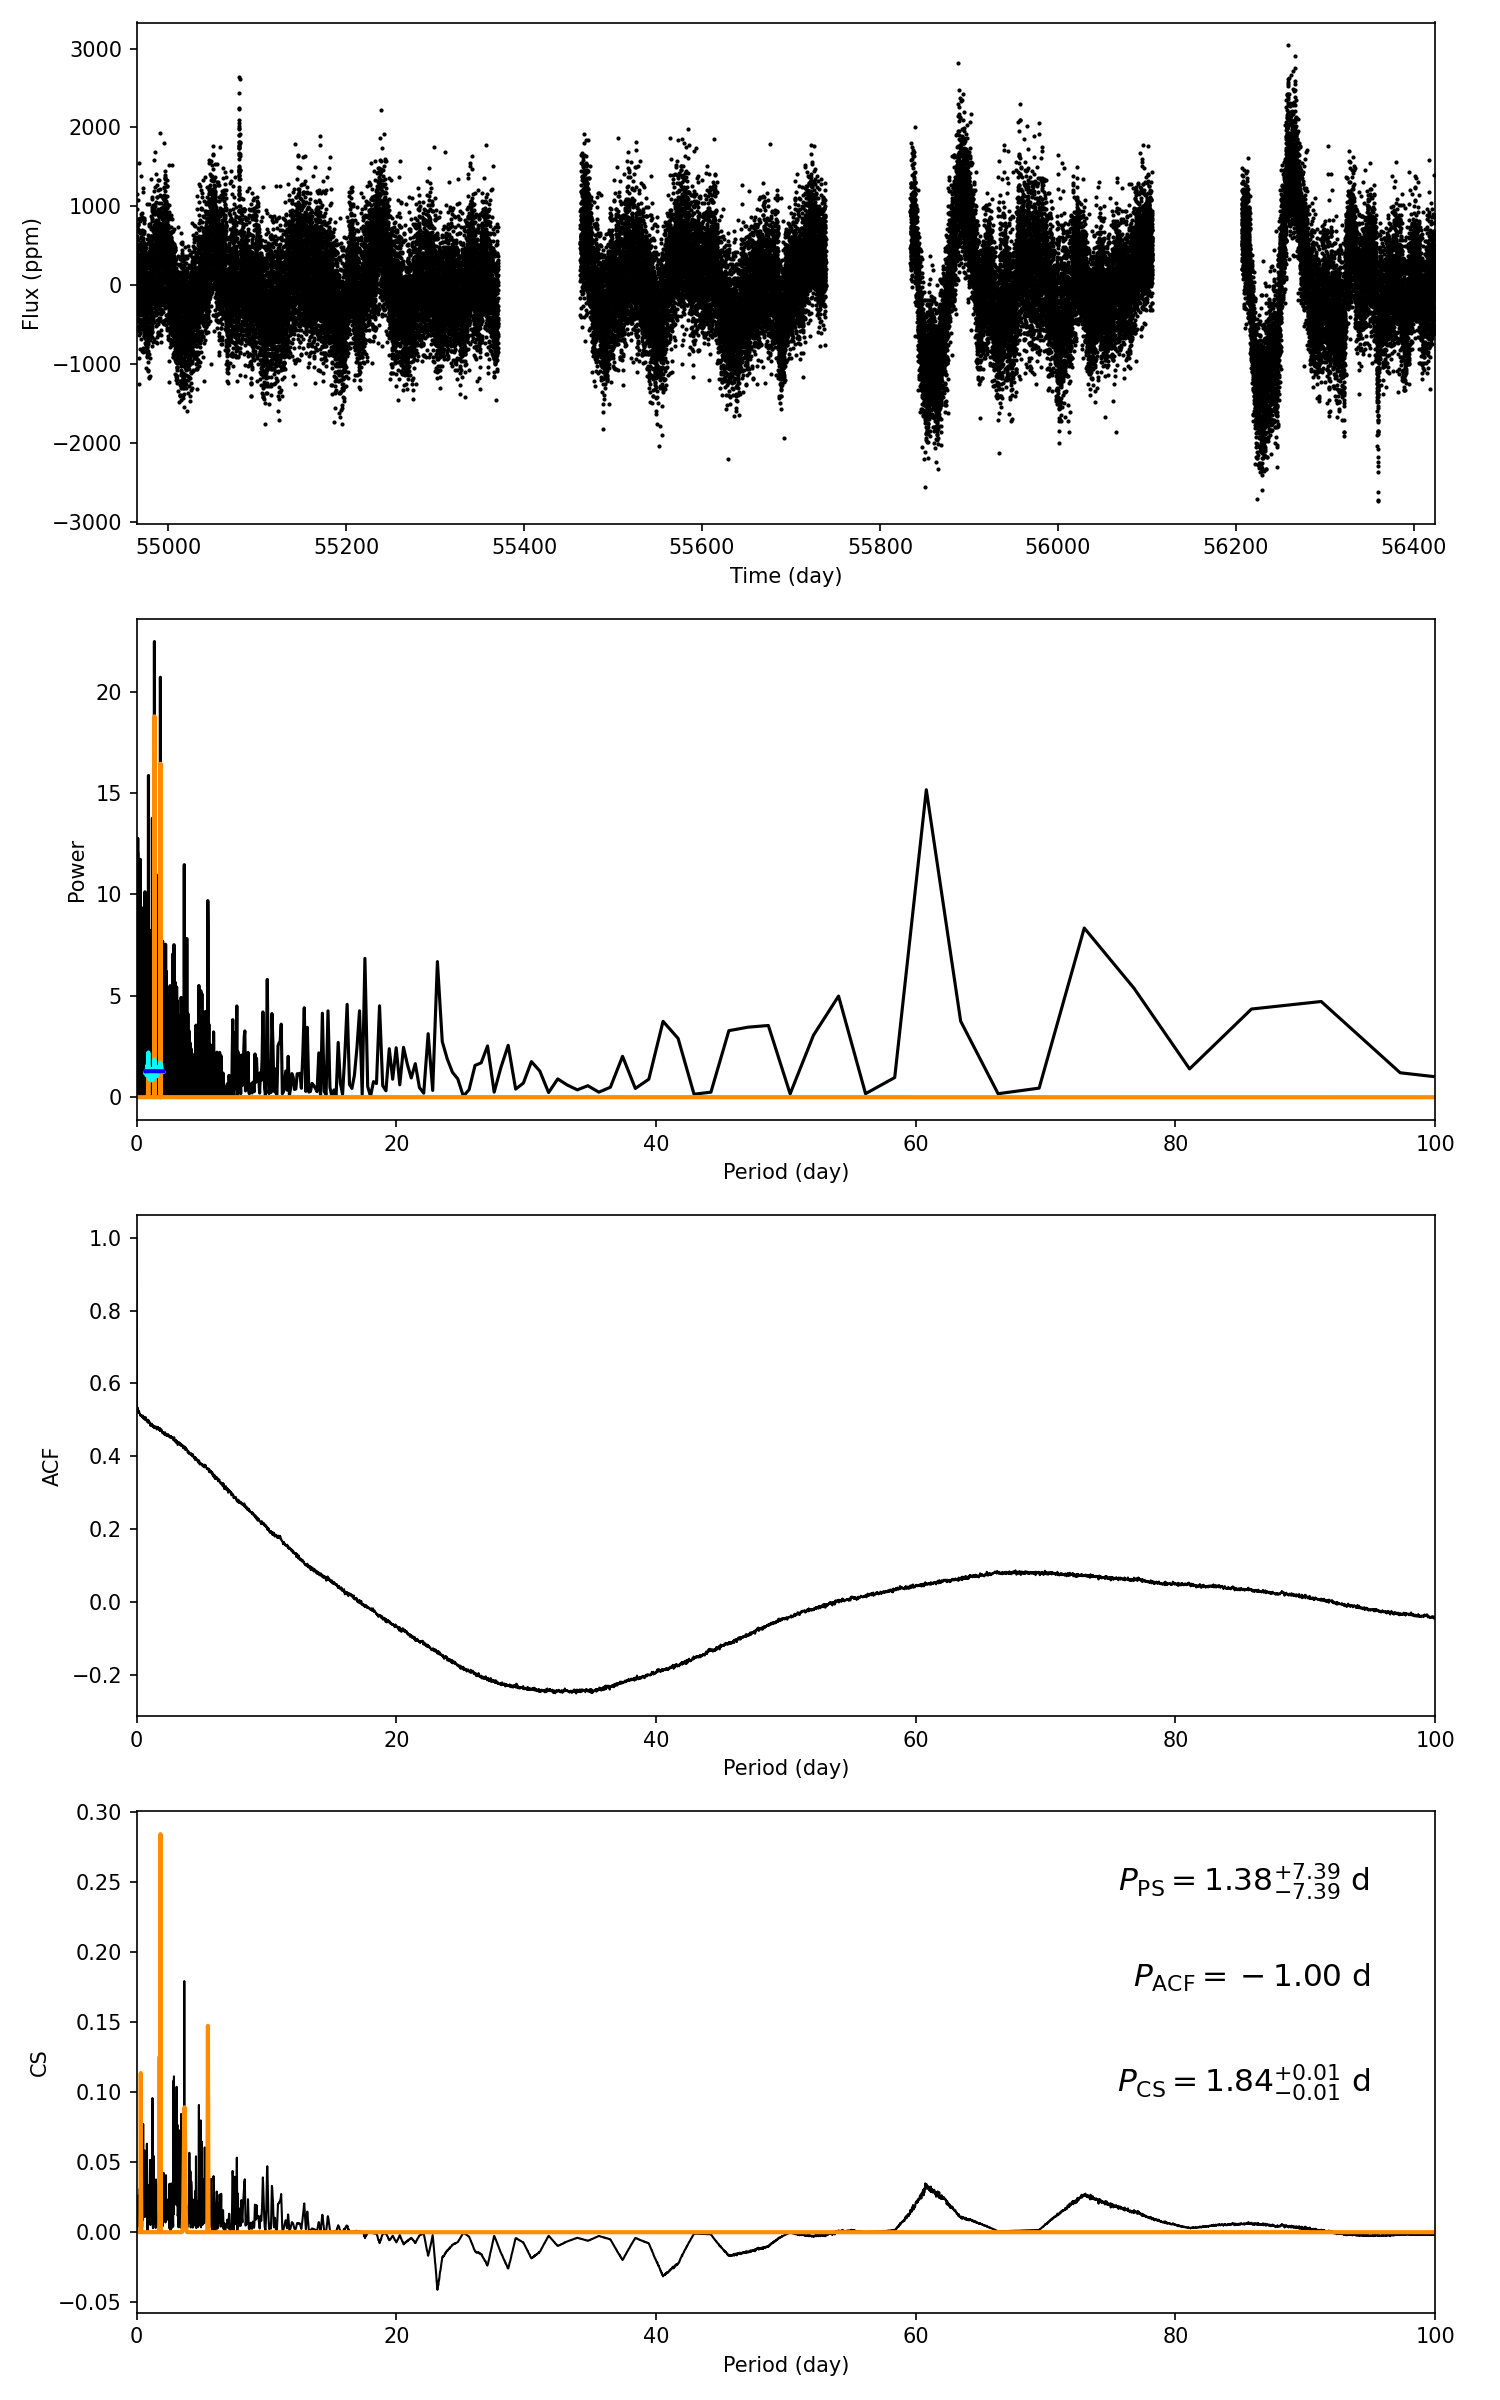 3000
2000
1000
0
−1000
−2000
−3000
Flux (ppm)
55000 55200 55400 55600 55800 56000 56200 56400
Time (day)
20
15
10
5
0
Power
0 20 40 60 80 100
Period (day)
1.0
0.8
0.6
0.4
0.2
0.0
−0.2
ACF
0 20 40 60 80 100
Period (day)
0.30
0.25
0.20
0.15
0.10
0.05
0.00
−0.05
CS
P_PS = 1.38^{+7.39}_{−7.39} d
P_ACF = −1.00 d
P_CS = 1.84^{+0.01}_{−0.01} d
0 20 40 60 80 100
Period (day)